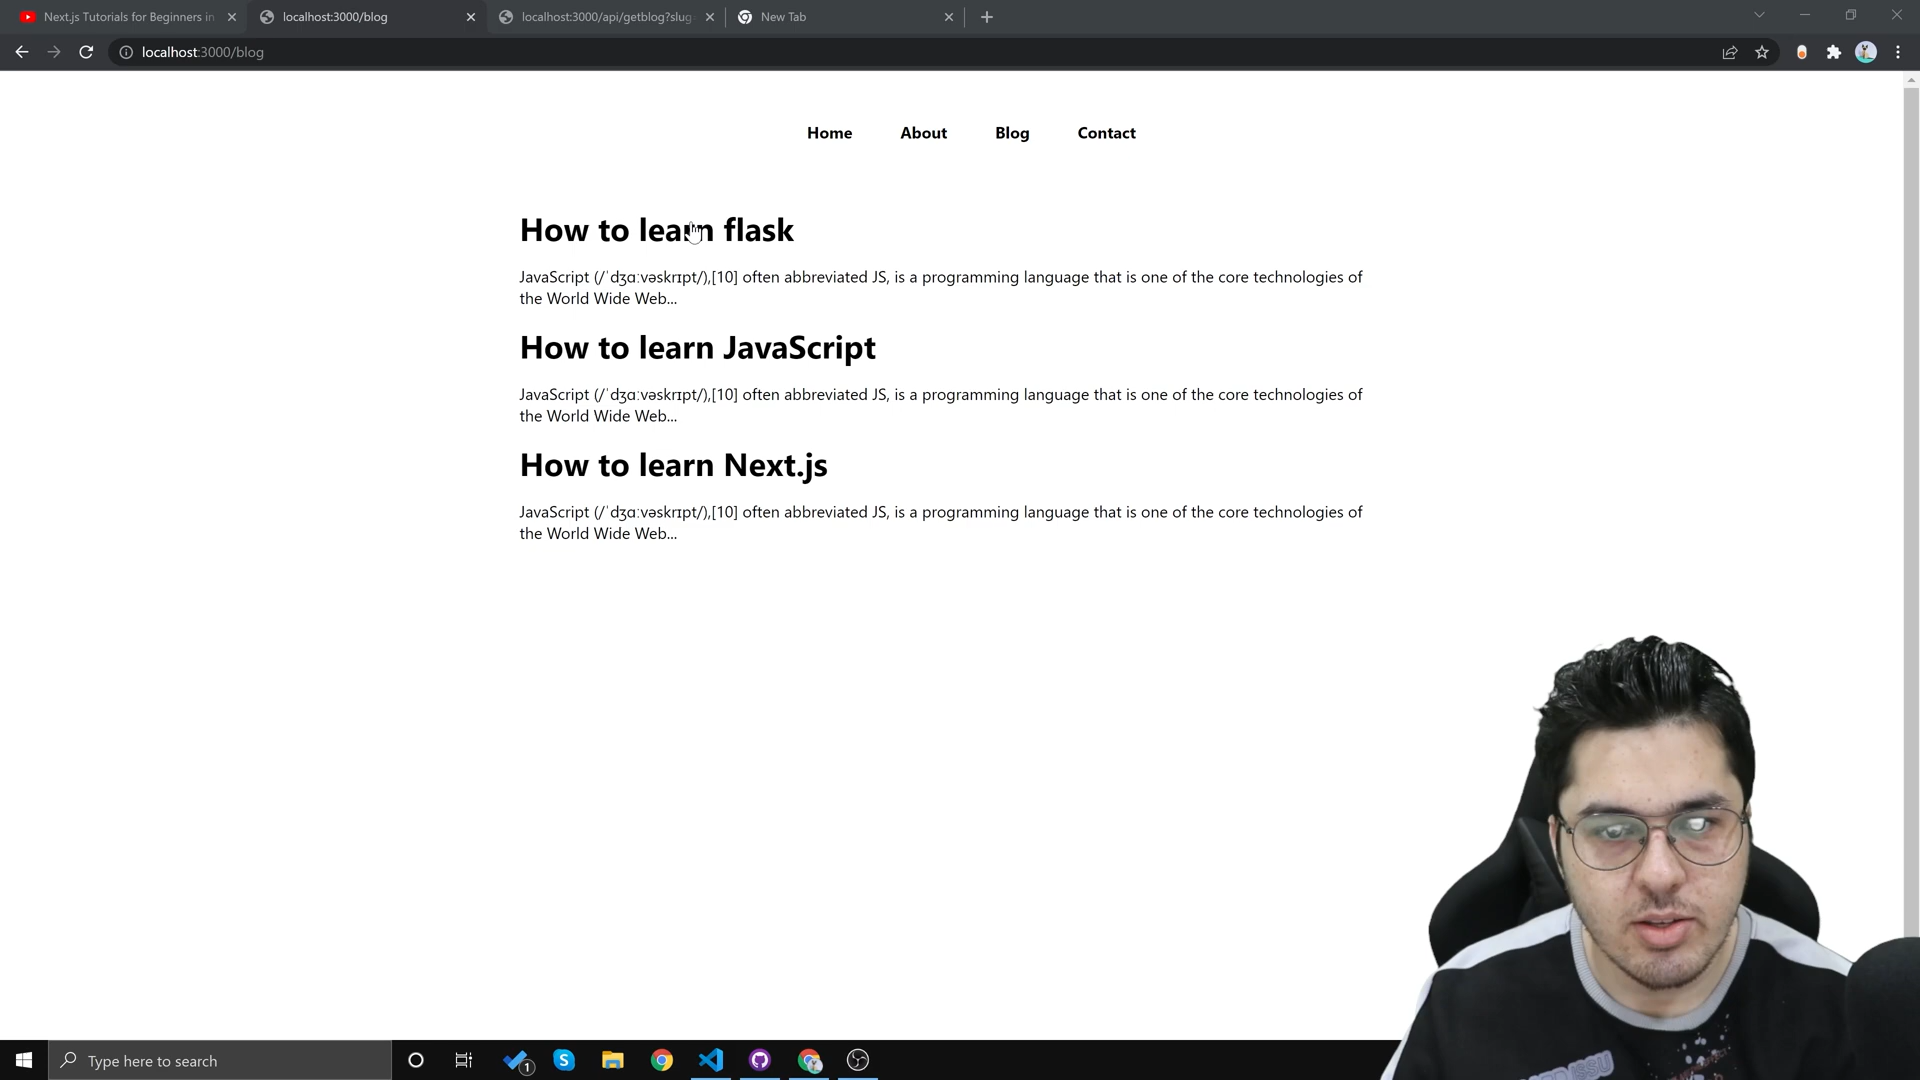 Next.js Tutorials for Beginners in
localhost:3000/blog
localhost:3000/api/getblog?slug
New Tab
localhost:3000/blog
Home About Blog Contact
How to learn flask
JavaScript (/ˈdʒɑːvəskrɪpt/),[10] often abbreviated JS, is a programming language that is one of the core technologies of
the World Wide Web...
How to learn JavaScript
JavaScript (/ˈdʒɑːvəskrɪpt/),[10] often abbreviated JS, is a programming language that is one of the core technologies of
the World Wide Web...
How to learn Next.js
JavaScript (/ˈdʒɑːvəskrɪpt/),[10] often abbreviated JS, is a programming language that is one of the core technologies of
the World Wide Web...
Type here to search
1
S